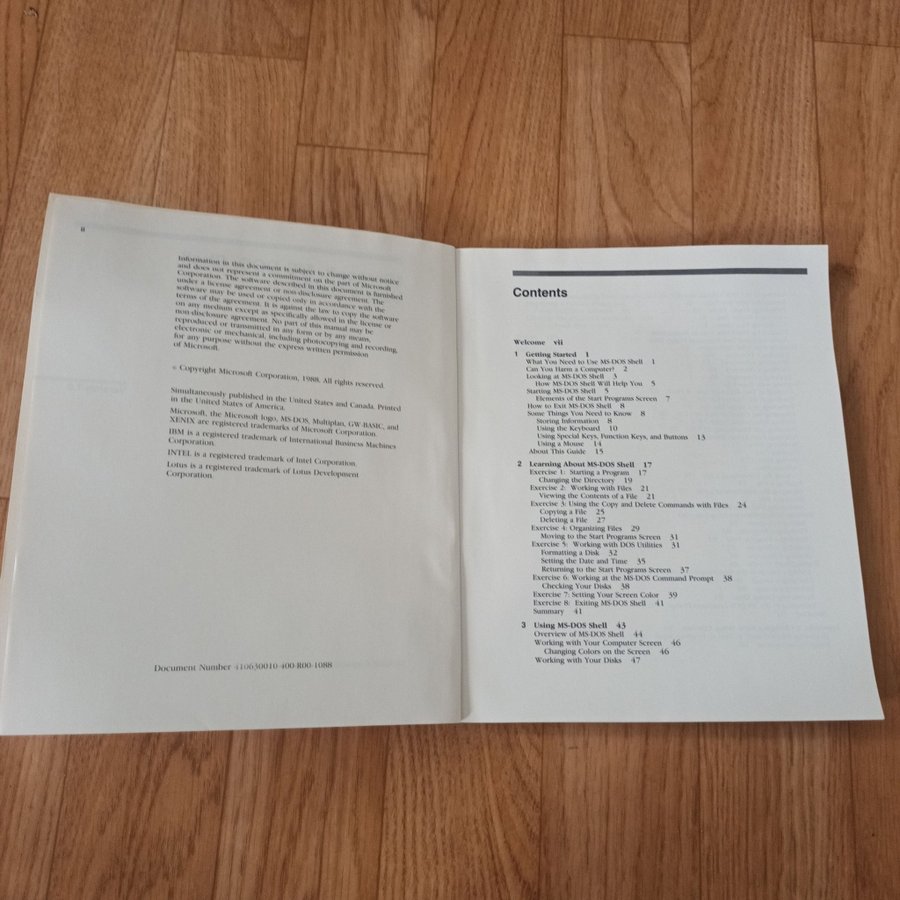 ii
Information in this document is subject to change without notice
and does not represent a commitment on the part of Microsoft
Corporation. The software described in this document is furnished
under a license agreement or non-disclosure agreement. The
software may be used or copied only in accordance with the
terms of the agreement. It is against the law to copy the software
on any medium except as specifically allowed in the license or
non-disclosure agreement. No part of this manual may be
reproduced or transmitted in any form or by any means,
electronic or mechanical, including photocopying and recording,
for any purpose without the express written permission
of Microsoft.
© Copyright Microsoft Corporation, 1988. All rights reserved.
Simultaneously published in the United States and Canada. Printed
in the United States of America.
Microsoft, the Microsoft logo, MS-DOS, Multiplan, GW-BASIC, and
XENIX are registered trademarks of Microsoft Corporation.
IBM is a registered trademark of International Business Machines
Corporation.
INTEL is a registered trademark of Intel Corporation.
Lotus is a registered trademark of Lotus Development
Corporation.
Document Number 410630010-400-R00-1088
Contents
Welcome vii
1 Getting Started 1
What You Need to Use MS-DOS Shell 1
Can You Harm a Computer? 2
Looking at MS-DOS Shell 3
How MS-DOS Shell Will Help You 5
Starting MS-DOS Shell 5
Elements of the Start Programs Screen 7
How to Exit MS-DOS Shell 8
Some Things You Need to Know 8
Storing Information 8
Using the Keyboard 10
Using Special Keys, Function Keys, and Buttons 13
Using a Mouse 14
About This Guide 15
2 Learning About MS-DOS Shell 17
Exercise 1: Starting a Program 17
Changing the Directory 19
Exercise 2: Working with Files 21
Viewing the Contents of a File 21
Exercise 3: Using the Copy and Delete Commands with Files 24
Copying a File 25
Deleting a File 27
Exercise 4: Organizing Files 29
Moving to the Start Programs Screen 31
Exercise 5: Working with DOS Utilities 31
Formatting a Disk 32
Setting the Date and Time 35
Returning to the Start Programs Screen 37
Exercise 6: Working at the MS-DOS Command Prompt 38
Checking Your Disks 38
Exercise 7: Setting Your Screen Color 39
Exercise 8: Exiting MS-DOS Shell 41
Summary 41
3 Using MS-DOS Shell 43
Overview of MS-DOS Shell 44
Working with Your Computer Screen 46
Changing Colors on the Screen 46
Working with Your Disks 47